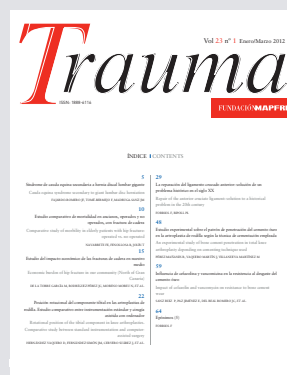 Trauma
Vol 23 nº 1 Enero/Marzo 2012
ISSN: 1888-6116
FUNDACIÓN MAPFRE
ÍNDICE | CONTENTS
5
Síndrome de cauda equina secundario a hernia discal lumbar gigante
Cauda equina syndrome secondary to giant lumbar disc herniation
10
Estudio comparativo de morbilidad en ancianos, operados y no
operados, con fractura de cadera
Comparative study of morbidity in elderly patients with hip fracture:
operated vs. no operated
15
Estudio del impacto económico de las fracturas de cadera en nuestro
medio
Economic burden of hip fracture in our community (North of Gran
Canaria)
22
Posición rotacional del componente tibial en las artroplastias de
rodilla. Estudio comparativo entre instrumentación estándar y cirugía
asistida con ordenador
Rotational position of the tibial component in knee arthroplasties.
Comparative study between standard instrumentation and computer-
assisted surgery
29
La reparación del ligamento cruzado anterior: solución de un
problema histórico en el siglo XX
Repair of the anterior cruciate ligament: solution to a historical
problem in the 20th century
48
Estudio experimental sobre el patrón de penetración del cemento óseo
en la artroplastia de rodilla según la técnica de cementación empleada
An experimental study of bone cement penetration in total knee
arthroplasty depending on cementing technique used
59
Influencia de cefazolina y vancomicina en la resistencia al desgaste del
cemento óseo
Impact of cefazolin and vancomycin on resistance to bone cement
wear
64
Epónimos (9)